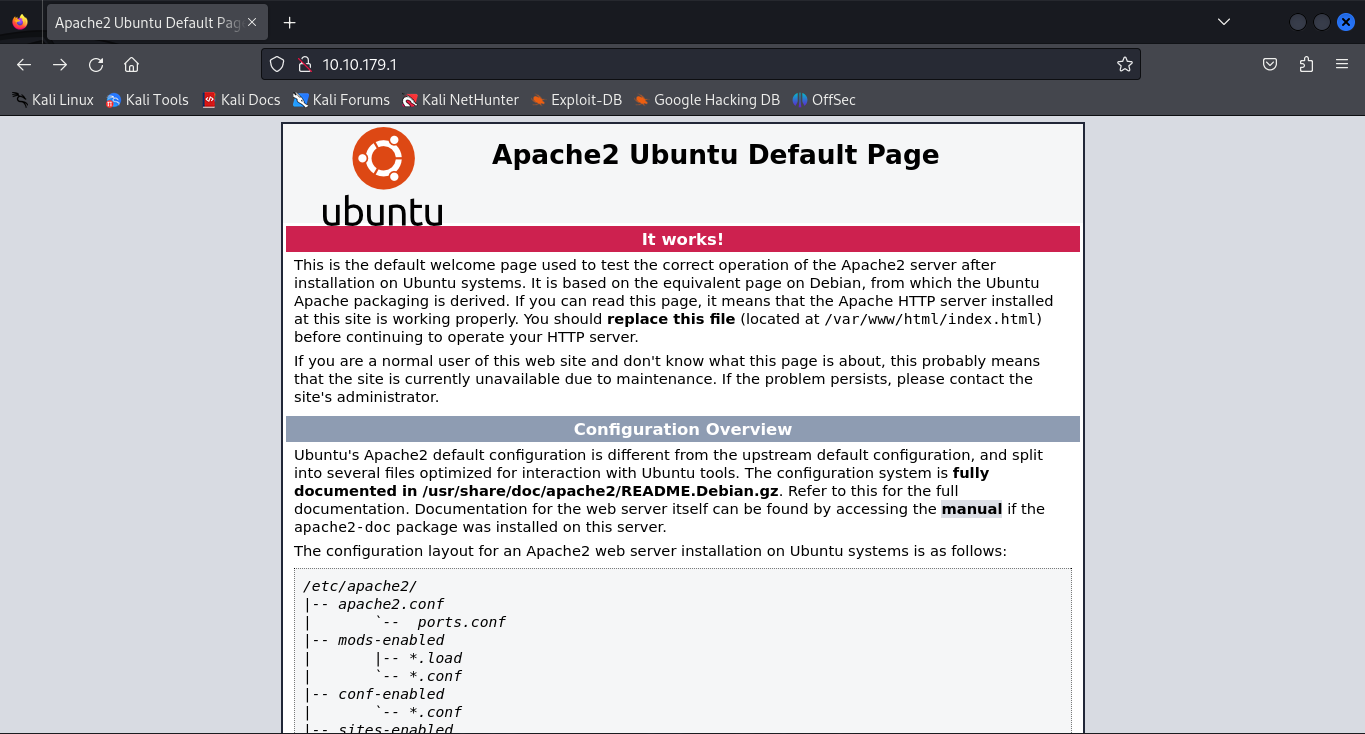 Apache2 Ubuntu Default Pag
10.10.179.1
Kali Linux Kali Tools Kali Docs Kali Forums Kali NetHunter Exploit-DB Google Hacking DB OffSec
ubuntu
Apache2 Ubuntu Default Page
It works!
This is the default welcome page used to test the correct operation of the Apache2 server after
installation on Ubuntu systems. It is based on the equivalent page on Debian, from which the Ubuntu
Apache packaging is derived. If you can read this page, it means that the Apache HTTP server installed
at this site is working properly. You should replace this file (located at /var/www/html/index.html)
before continuing to operate your HTTP server.
If you are a normal user of this web site and don't know what this page is about, this probably means
that the site is currently unavailable due to maintenance. If the problem persists, please contact the
site's administrator.
Configuration Overview
Ubuntu's Apache2 default configuration is different from the upstream default configuration, and split
into several files optimized for interaction with Ubuntu tools. The configuration system is fully
documented in /usr/share/doc/apache2/README.Debian.gz. Refer to this for the full
documentation. Documentation for the web server itself can be found by accessing the manual if the
apache2-doc package was installed on this server.
The configuration layout for an Apache2 web server installation on Ubuntu systems is as follows:
/etc/apache2/
|-- apache2.conf
|       `--  ports.conf
|-- mods-enabled
|       |-- *.load
|       `-- *.conf
|-- conf-enabled
|       `-- *.conf
|-- sites-enabled